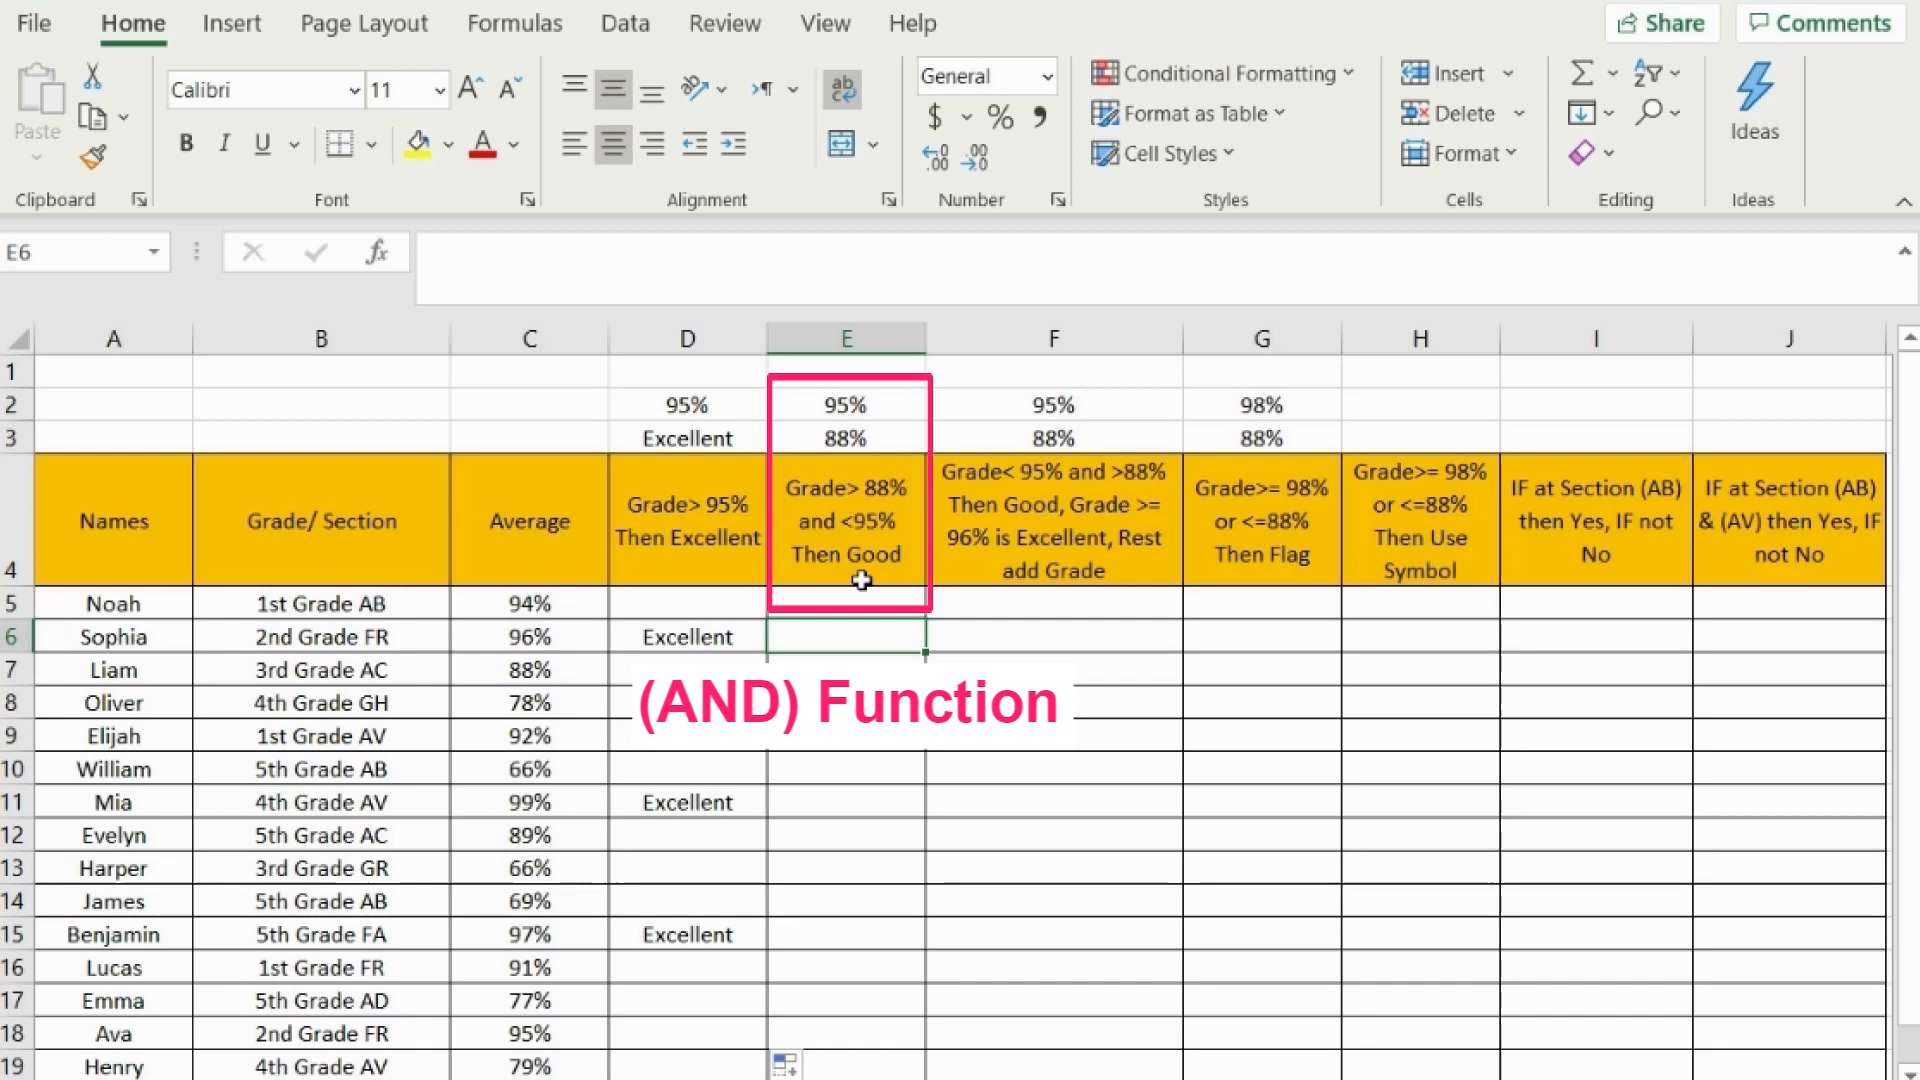 File Home Insert Page Layout Formulas Data Review View Help Share Comments
Calibri 11 A A ab General Conditional Formatting Insert
Paste $ % Format as Table Delete Ideas
B I U A Cell Styles Format
Clipboard Font Alignment Number Styles Cells Editing Ideas
E6 fx
A B C D E F G H I J
1
2 95% 95% 95% 98%
3 Excellent 88% 88% 88%
4 Names Grade/ Section Average
Grade> 95%
Then Excellent
Grade> 88%
and <95%
Then Good
Grade< 95% and >88%
Then Good, Grade >=
96% is Excellent, Rest
add Grade
Grade>= 98%
or <=88%
Then Flag
Grade>= 98%
or <=88%
Then Use
Symbol
IF at Section (AB)
then Yes, IF not
No
IF at Section (AB)
& (AV) then Yes, IF
not No
5 Noah 1st Grade AB 94%
6 Sophia 2nd Grade FR 96% Excellent
7 Liam 3rd Grade AC 88%
(AND) Function
8 Oliver 4th Grade GH 78%
9 Elijah 1st Grade AV 92%
10 William 5th Grade AB 66%
11 Mia 4th Grade AV 99% Excellent
12 Evelyn 5th Grade AC 89%
13 Harper 3rd Grade GR 66%
14 James 5th Grade AB 69%
15 Benjamin 5th Grade FA 97% Excellent
16 Lucas 1st Grade FR 91%
17 Emma 5th Grade AD 77%
18 Ava 2nd Grade FR 95%
19 Henry 4th Grade AV 79%